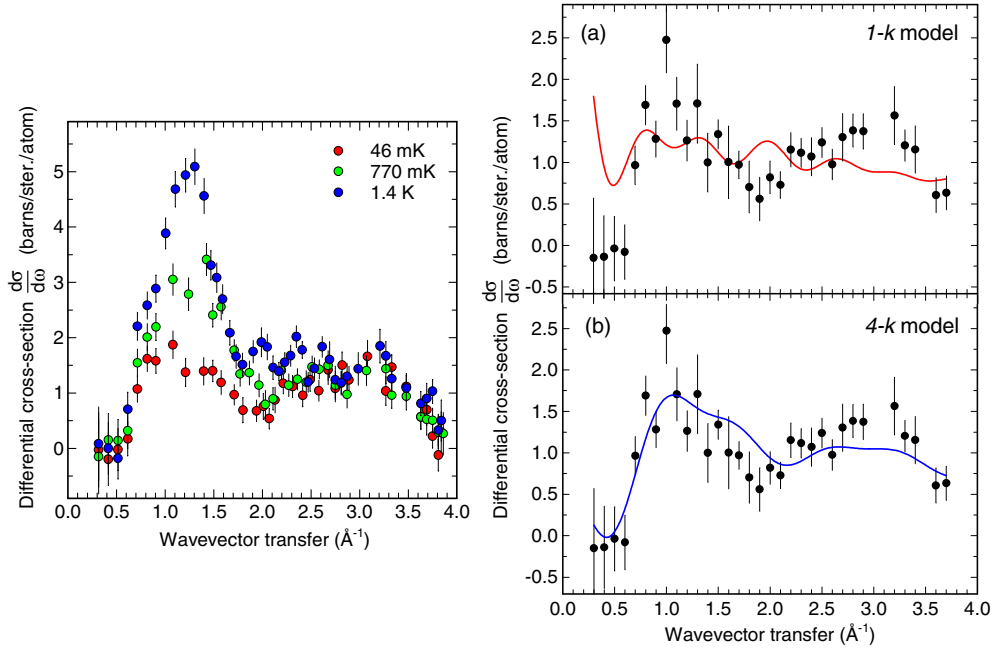 Differential cross-section dσ/dω (barns/ster./atom)
5
4
3
2
1
0
46 mK
770 mK
1.4 K
0.0 0.5 1.0 1.5 2.0 2.5 3.0 3.5 4.0
Wavevector transfer (Å-1)
Differential cross-section dσ/dω (barns/ster./atom)
(a) 1-k model
2.5
2.0
1.5
1.0
0.5
0.0
-0.5
(b) 4-k model
2.5
2.0
1.5
1.0
0.5
0.0
-0.5
0.0 0.5 1.0 1.5 2.0 2.5 3.0 3.5 4.0
Wavevector transfer (Å-1)